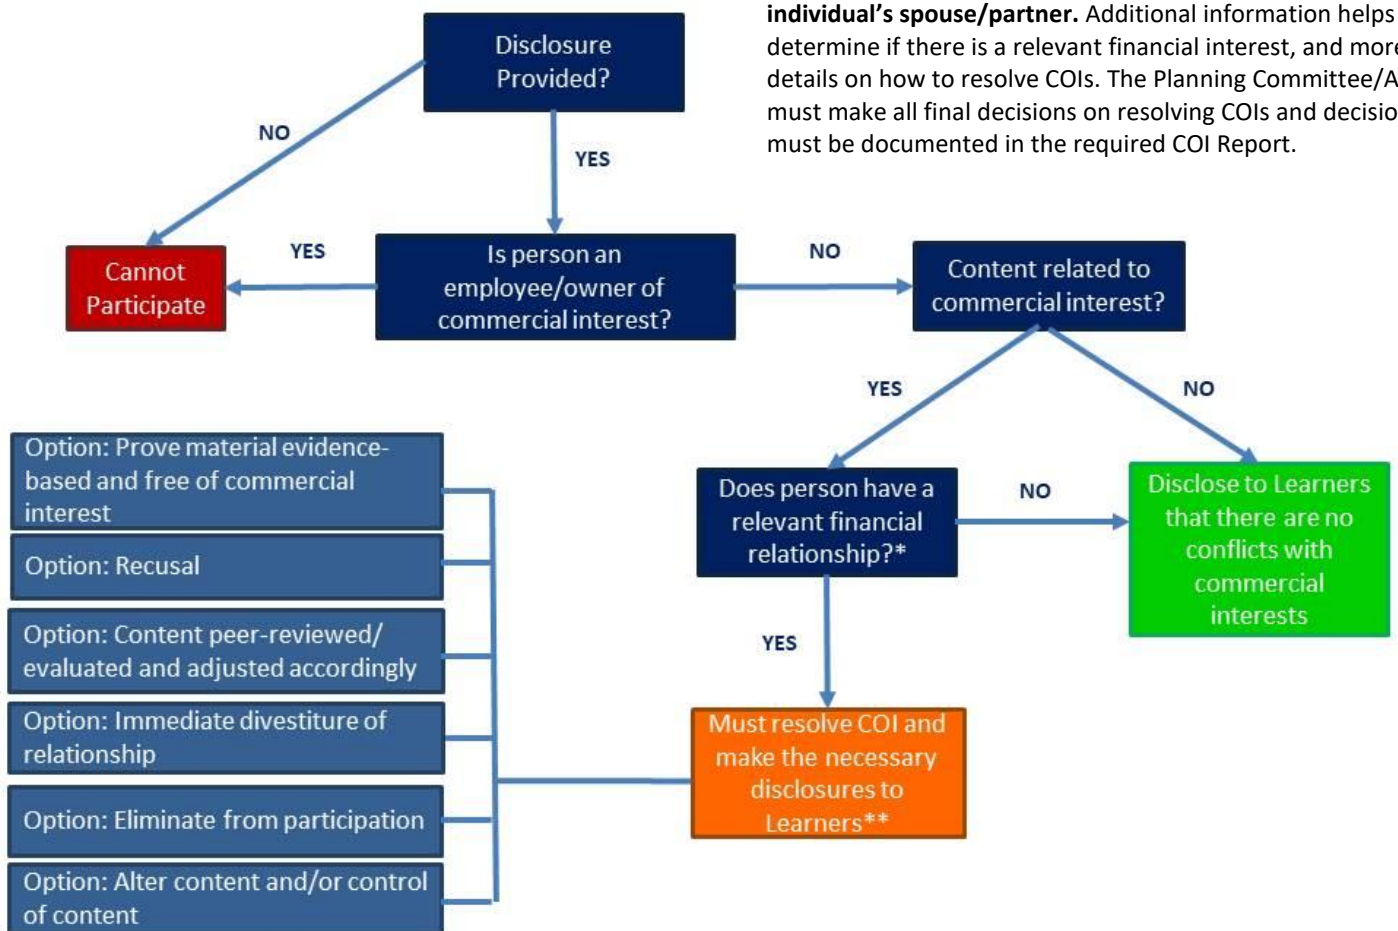 individual's spouse/partner. Additional information helps
determine if there is a relevant financial interest, and more
details on how to resolve COIs. The Planning Committee/A
must make all final decisions on resolving COIs and decisio
must be documented in the required COI Report.
Disclosure
Provided?
NO
YES
Cannot
Participate
YES
Is person an
employee/owner of
commercial interest?
NO
Content related to
commercial interest?
YES
NO
Option: Prove material evidence-
based and free of commercial
interest
Option: Recusal
Option: Content peer-reviewed/
evaluated and adjusted accordingly
Option: Immediate divestiture of
relationship
Option: Eliminate from participation
Option: Alter content and/or control
of content
Does person have a
relevant financial
relationship?*
NO
Disclose to Learners
that there are no
conflicts with
commercial
interests
YES
Must resolve COI and
make the necessary
disclosures to
Learners**